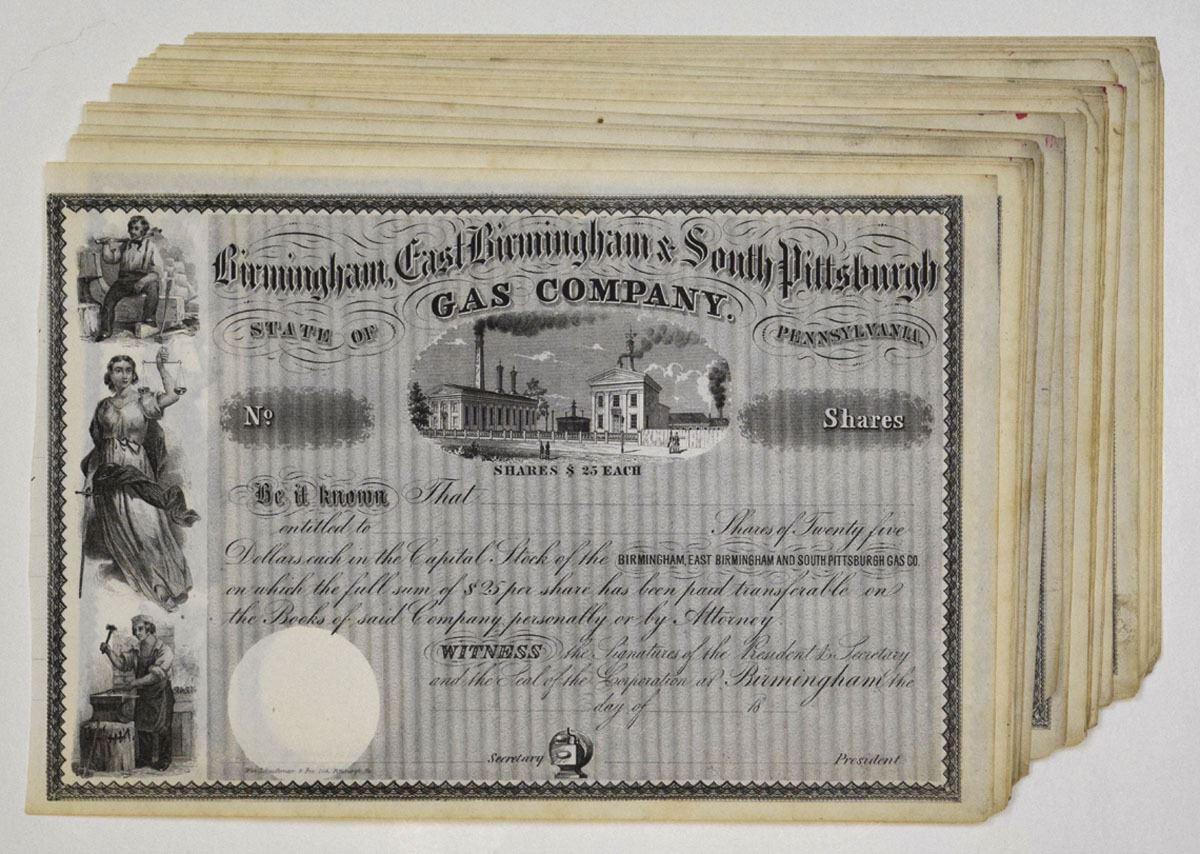 Birmingham, East Birmingham & South Pittsburgh
GAS COMPANY.
STATE OF PENNSYLVANIA.
No. Shares
SHARES $ 25 EACH
Be it known That
entitled to Shares of Twenty five
Dollars each in the Capital Stock of the BIRMINGHAM, EAST BIRMINGHAM AND SOUTH PITTSBURGH GAS CO.
on which the full sum of $25 per share has been paid transferable on
the Books of said Company personally or by Attorney.
WITNESS the Signatures of the President & Secretary
and the Seal of the Corporation at Birmingham, the
day of 18
Secretary President
Pittsburgh, Pa.